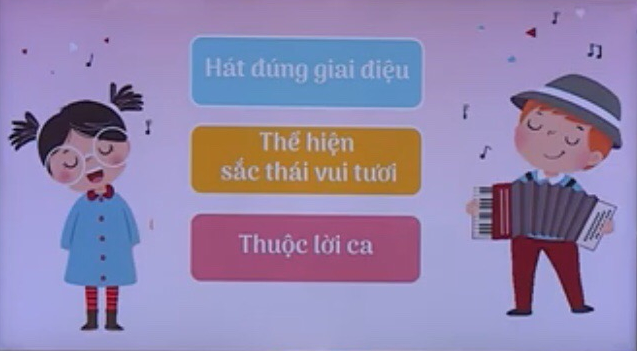 Hát đúng giai điệu
Thể hiện
sắc thái vui tươi
Thuộc lời ca